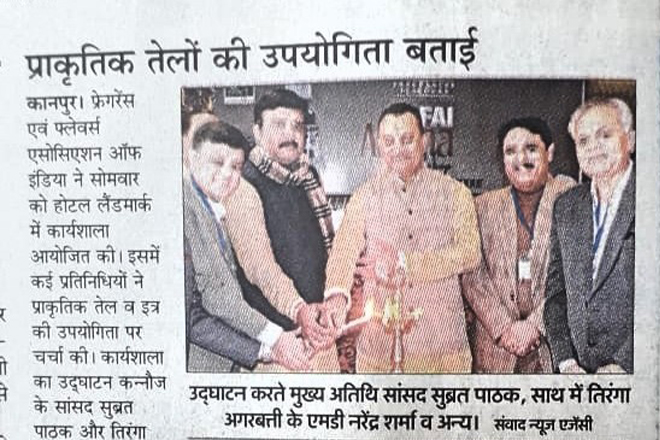 प्राकृतिक तेलों की उपयोगिता बताई
कानपुर। फ्रेगरेंस
एवं फ्लेवर्स
एसोसिएशन ऑफ
इंडिया ने सोमवार
को होटल लैंडमार्क
में कार्यशाला
आयोजित की। इसमें
कई प्रतिनिधियों ने
प्राकृतिक तेल व इत्र
की उपयोगिता पर
चर्चा की। कार्यशाला
का उद्घाटन कन्नौज
के सांसद सुब्रत
पाठक और तिरंगा
FAI
उद्घाटन करते मुख्य अतिथि सांसद सुब्रत पाठक, साथ में तिरंगा
अगरबत्ती के एमडी नरेंद्र शर्मा व अन्य। संवाद न्यूज एजेंसी